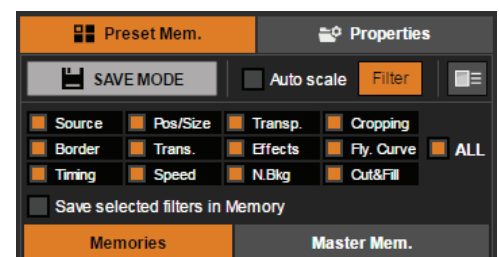 Preset Mem. Properties
SAVE MODE Auto scale Filter
Source Pos/Size Transp. Cropping
Border Trans. Effects Fly. Curve ALL
Timing Speed N.Bkg Cut&Fill
Save selected filters in Memory
Memories Master Mem.